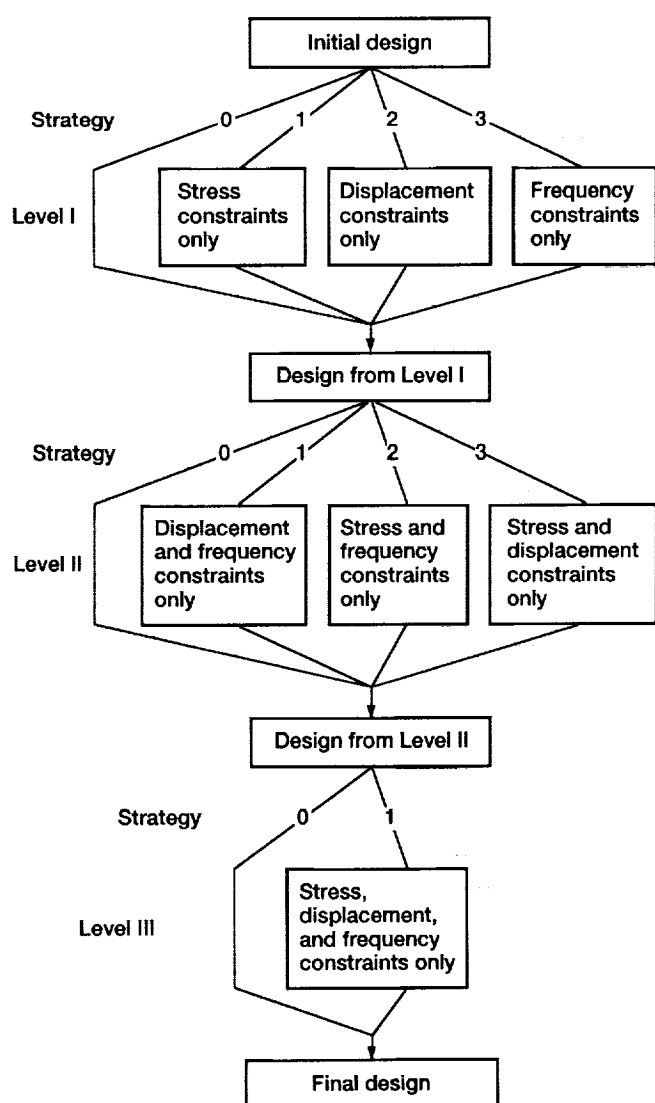 Initial design
Strategy
0 1 2 3
Level I
Stress
constraints
only
Displacement
constraints
only
Frequency
constraints
only
Design from Level I
Strategy
0 1 2 3
Level II
Displacement
and frequency
constraints
only
Stress and
frequency
constraints
only
Stress and
displacement
constraints
only
Design from Level II
Strategy
0 1
Level III
Stress,
displacement,
and frequency
constraints only
Final design